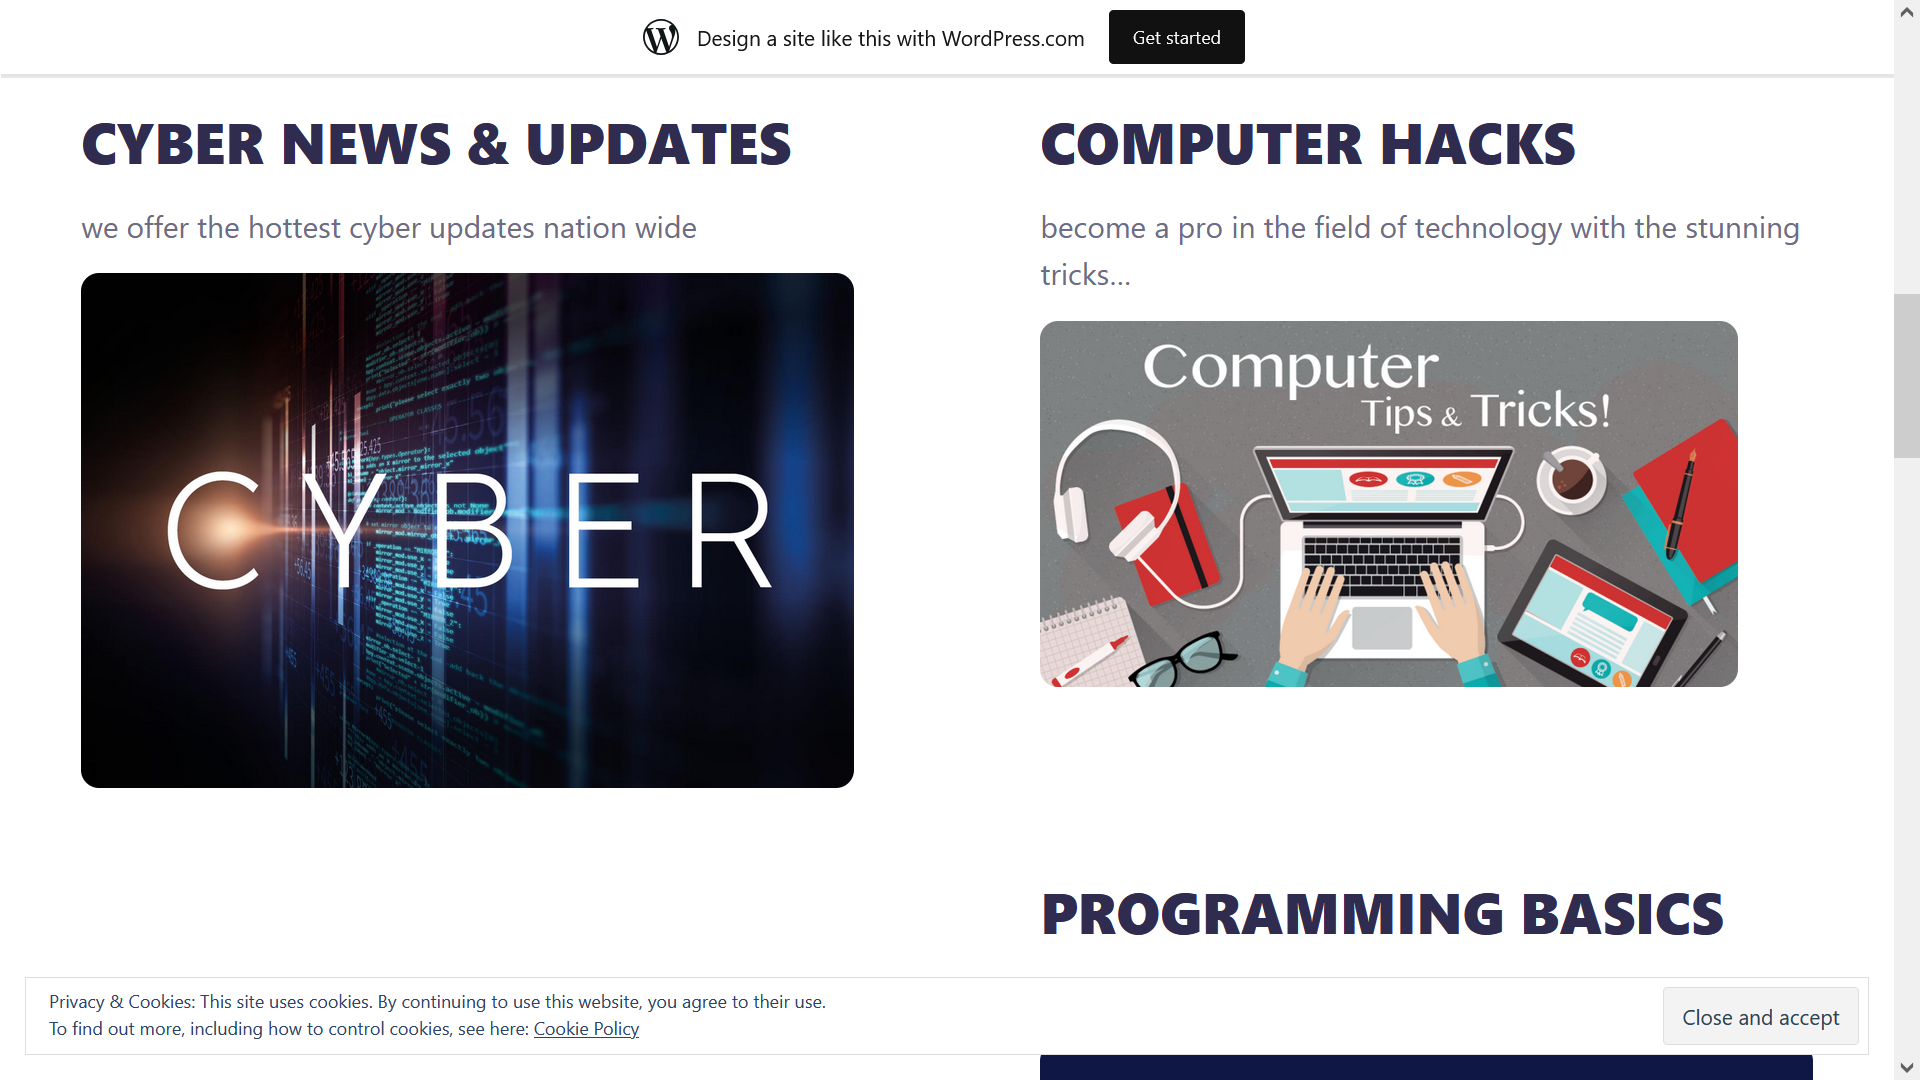 Design a site like this with WordPress.com
Get started
CYBER NEWS & UPDATES
we offer the hottest cyber updates nation wide
CYBER
COMPUTER HACKS
become a pro in the field of technology with the stunning
tricks…
Computer
Tips & Tricks!
PROGRAMMING BASICS
Privacy & Cookies: This site uses cookies. By continuing to use this website, you agree to their use.
To find out more, including how to control cookies, see here: Cookie Policy
Close and accept